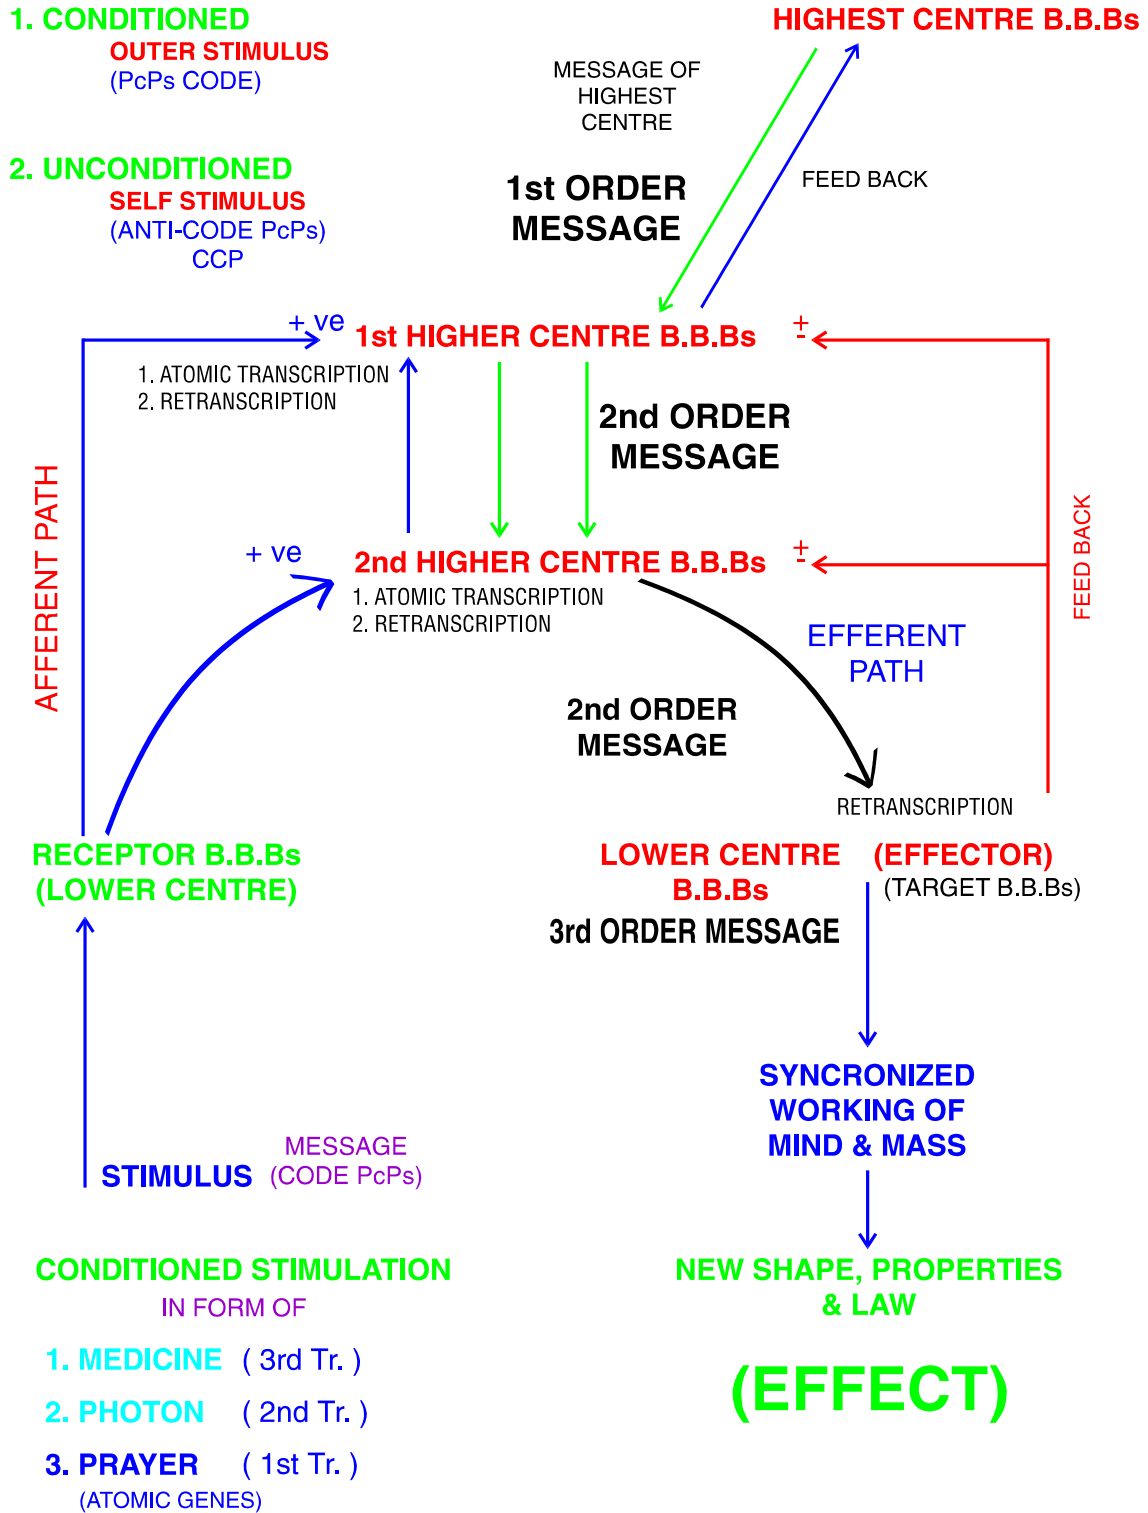 1. CONDITIONED
OUTER STIMULUS
(PcPs CODE)
2. UNCONDITIONED
SELF STIMULUS
(ANTI-CODE PcPs)
CCP
HIGHEST CENTRE B.B.Bs
MESSAGE OF
HIGHEST
CENTRE
1st ORDER
MESSAGE
FEED BACK
+ ve
1st HIGHER CENTRE B.B.Bs
+
-
1. ATOMIC TRANSCRIPTION
2. RETRANSCRIPTION
2nd ORDER
MESSAGE
AFFERENT PATH
+ ve
2nd HIGHER CENTRE B.B.Bs
+
-
1. ATOMIC TRANSCRIPTION
2. RETRANSCRIPTION
FEED BACK
EFFERENT
PATH
2nd ORDER
MESSAGE
RETRANSCRIPTION
RECEPTOR B.B.Bs
(LOWER CENTRE)
LOWER CENTRE (EFFECTOR)
B.B.Bs (TARGET B.B.Bs)
3rd ORDER MESSAGE
SYNCRONIZED
WORKING OF
MIND & MASS
MESSAGE
STIMULUS (CODE PcPs)
NEW SHAPE, PROPERTIES
& LAW
(EFFECT)
CONDITIONED STIMULATION
IN FORM OF
1. MEDICINE ( 3rd Tr. )
2. PHOTON ( 2nd Tr. )
3. PRAYER ( 1st Tr. )
(ATOMIC GENES)